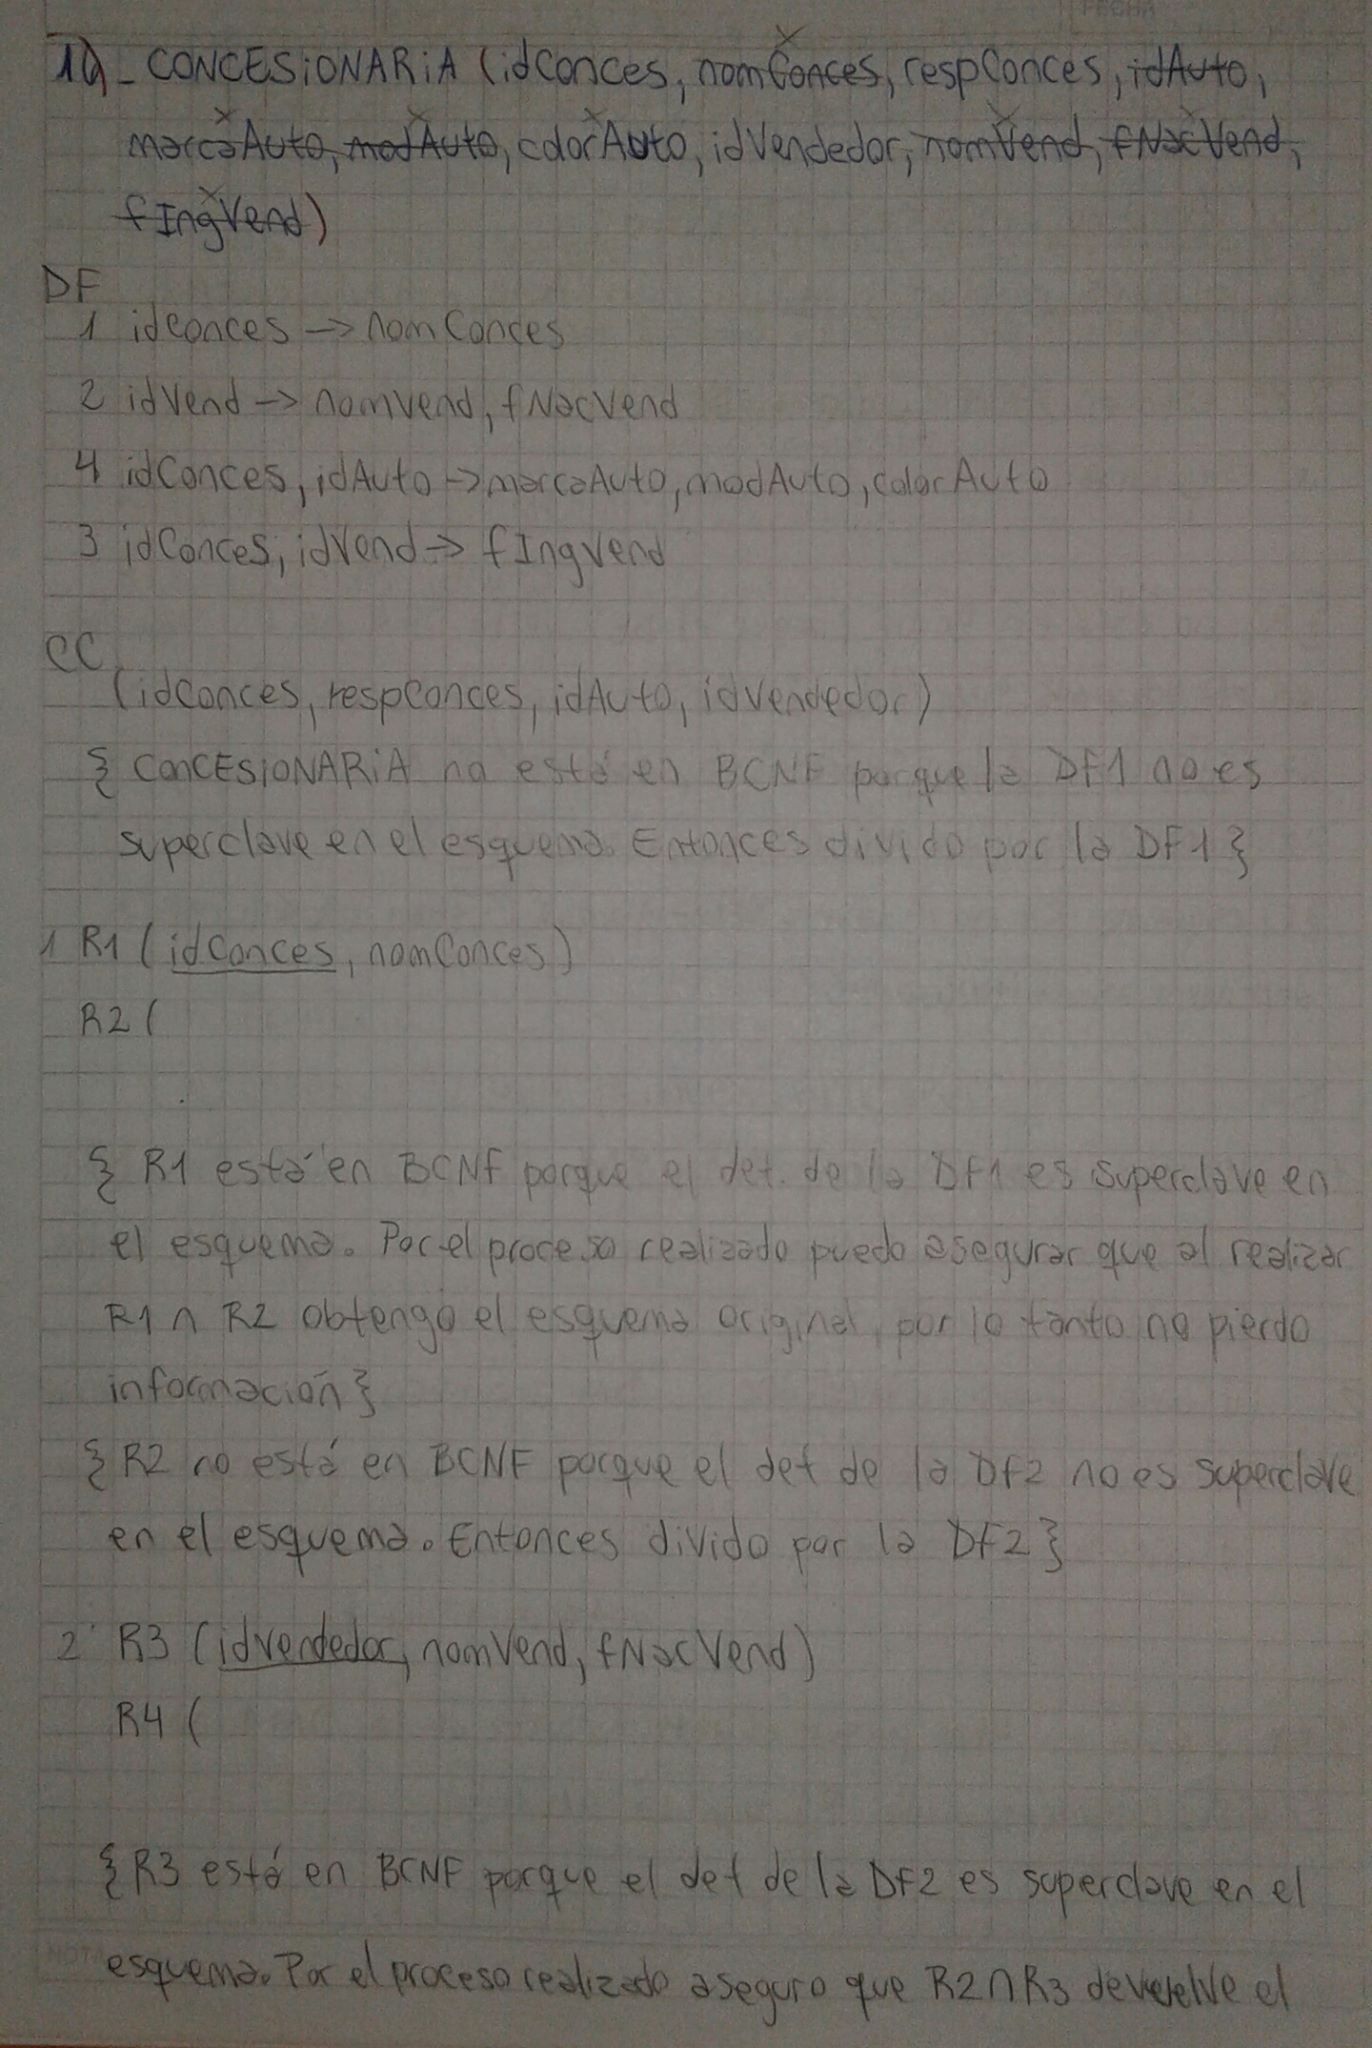 1a- CONCESIONARIA (idConces, nomConces, respConces, idAuto,
marcaAuto, modAuto, colorAuto, idVendedor, nomVend, fNacVend,
fIngVend)
DF
1 idConces -> nomConces
2 idVend -> nomVend, fNacVend
4 idConces, idAuto -> marcaAuto, modAuto, colorAuto
3 idConces, idVend -> fIngVend
CC
(idConces, respConces, idAuto, idVendedor)
{ CONCESIONARIA no está en BCNF porque la DF1 no es
superclave en el esquema. Entonces divido por la DF1 }
1 R1 (idConces, nomConces)
R2 (
{ R1 está en BCNF porque el det. de la DF1 es superclave en
el esquema. Por el proceso realizado puedo asegurar que al realizar
R1 ∩ R2 obtengo el esquema original, por lo tanto no pierdo
información }
{ R2 no está en BCNF porque el det de la DF2 no es superclave
en el esquema. Entonces divido por la DF2 }
2 R3 (idVendedor, nomVend, fNacVend)
R4 (
{ R3 está en BCNF porque el det de la DF2 es superclave en el
esquema. Por el proceso realizado aseguro que R2 ∩ R3 devuelve el